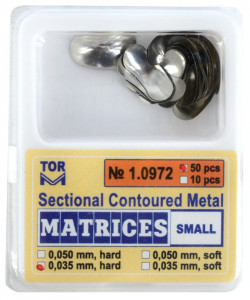 TOR
VM
№ 1.0972
50 pcs
10 pcs
Sectional Contoured Metal
MATRICES SMALL
0,050 mm, hard 0,050 mm, soft
0,035 mm, hard 0,035 mm, soft